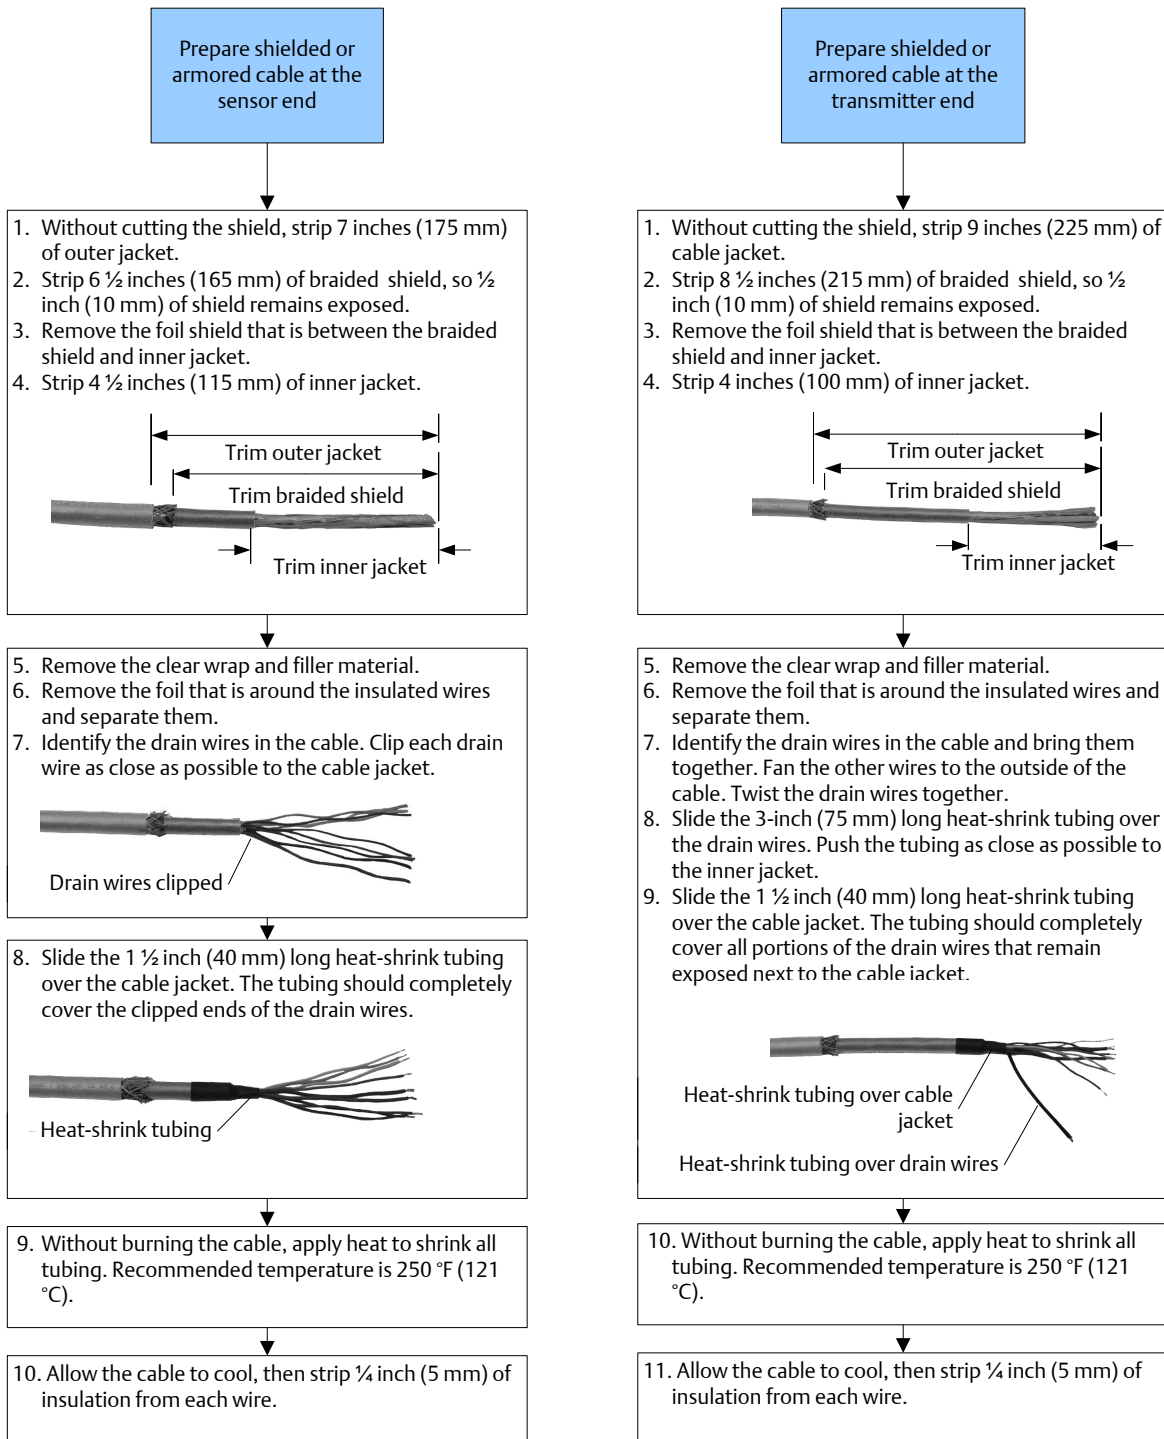 Prepare shielded or
armored cable at the
sensor end
1. Without cutting the shield, strip 7 inches (175 mm)
of outer jacket.
2. Strip 6 ½ inches (165 mm) of braided shield, so ½
inch (10 mm) of shield remains exposed.
3. Remove the foil shield that is between the braided
shield and inner jacket.
4. Strip 4 ½ inches (115 mm) of inner jacket.
Trim outer jacket
Trim braided shield
Trim inner jacket
5. Remove the clear wrap and filler material.
6. Remove the foil that is around the insulated wires
and separate them.
7. Identify the drain wires in the cable. Clip each drain
wire as close as possible to the cable jacket.
Drain wires clipped
8. Slide the 1 ½ inch (40 mm) long heat-shrink tubing
over the cable jacket. The tubing should completely
cover the clipped ends of the drain wires.
Heat-shrink tubing
9. Without burning the cable, apply heat to shrink all
tubing. Recommended temperature is 250 °F (121
°C).
10. Allow the cable to cool, then strip ¼ inch (5 mm) of
insulation from each wire.
Prepare shielded or
armored cable at the
transmitter end
1. Without cutting the shield, strip 9 inches (225 mm) of
cable jacket.
2. Strip 8 ½ inches (215 mm) of braided shield, so ½
inch (10 mm) of shield remains exposed.
3. Remove the foil shield that is between the braided
shield and inner jacket.
4. Strip 4 inches (100 mm) of inner jacket.
Trim outer jacket
Trim braided shield
Trim inner jacket
5. Remove the clear wrap and filler material.
6. Remove the foil that is around the insulated wires and
separate them.
7. Identify the drain wires in the cable and bring them
together. Fan the other wires to the outside of the
cable. Twist the drain wires together.
8. Slide the 3-inch (75 mm) long heat-shrink tubing over
the drain wires. Push the tubing as close as possible to
the inner jacket.
9. Slide the 1 ½ inch (40 mm) long heat-shrink tubing
over the cable jacket. The tubing should completely
cover all portions of the drain wires that remain
exposed next to the cable jacket.
Heat-shrink tubing over cable
jacket
Heat-shrink tubing over drain wires
10. Without burning the cable, apply heat to shrink all
tubing. Recommended temperature is 250 °F (121
°C).
11. Allow the cable to cool, then strip ¼ inch (5 mm) of
insulation from each wire.